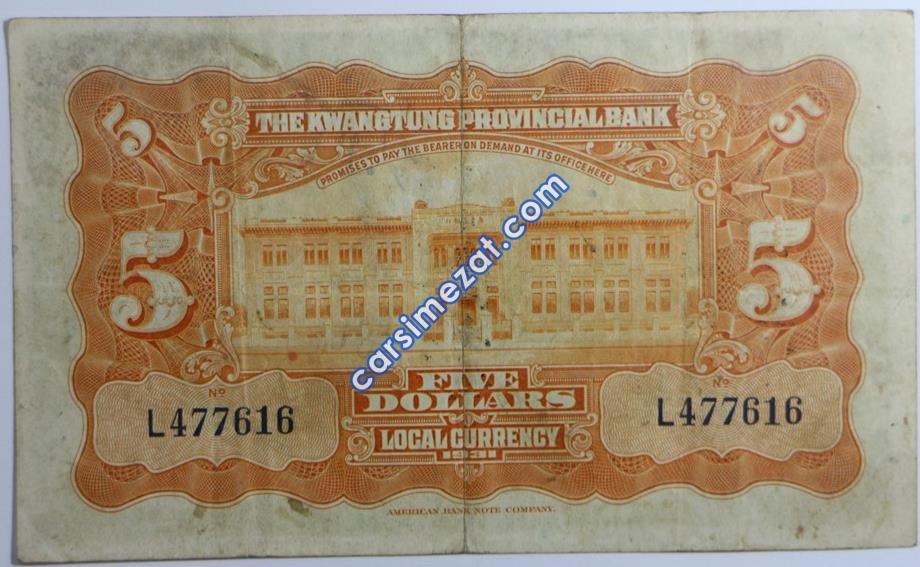 THE KWANGTUNG PROVINCIAL BANK
PROMISES TO PAY THE BEARER ON DEMAND AT ITS OFFICE HERE
5
5
5
5
carsimezat.com
FIVE
DOLLARS
Nº
L477616
Nº
L477616
LOCAL CURRENCY
1931
AMERICAN BANK NOTE COMPANY.